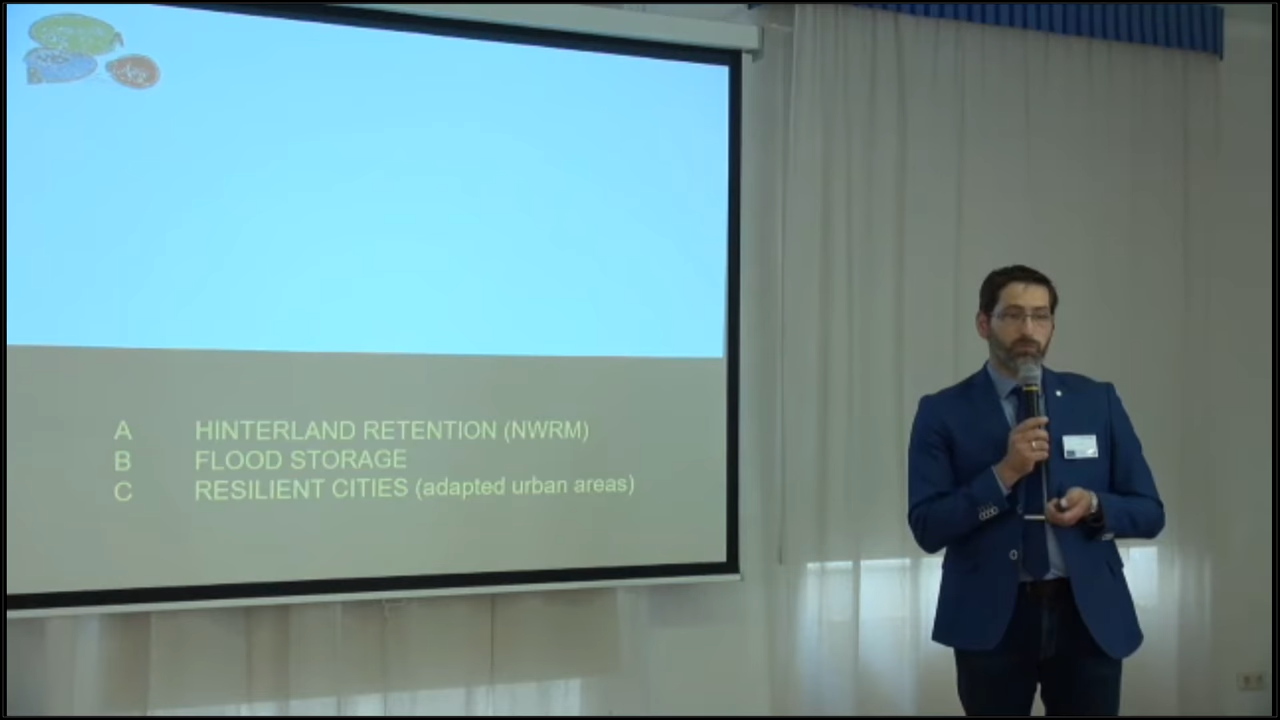 A HINTERLAND RETENTION (NWRM)
B FLOOD STORAGE
C RESILIENT CITIES (adapted urban areas)